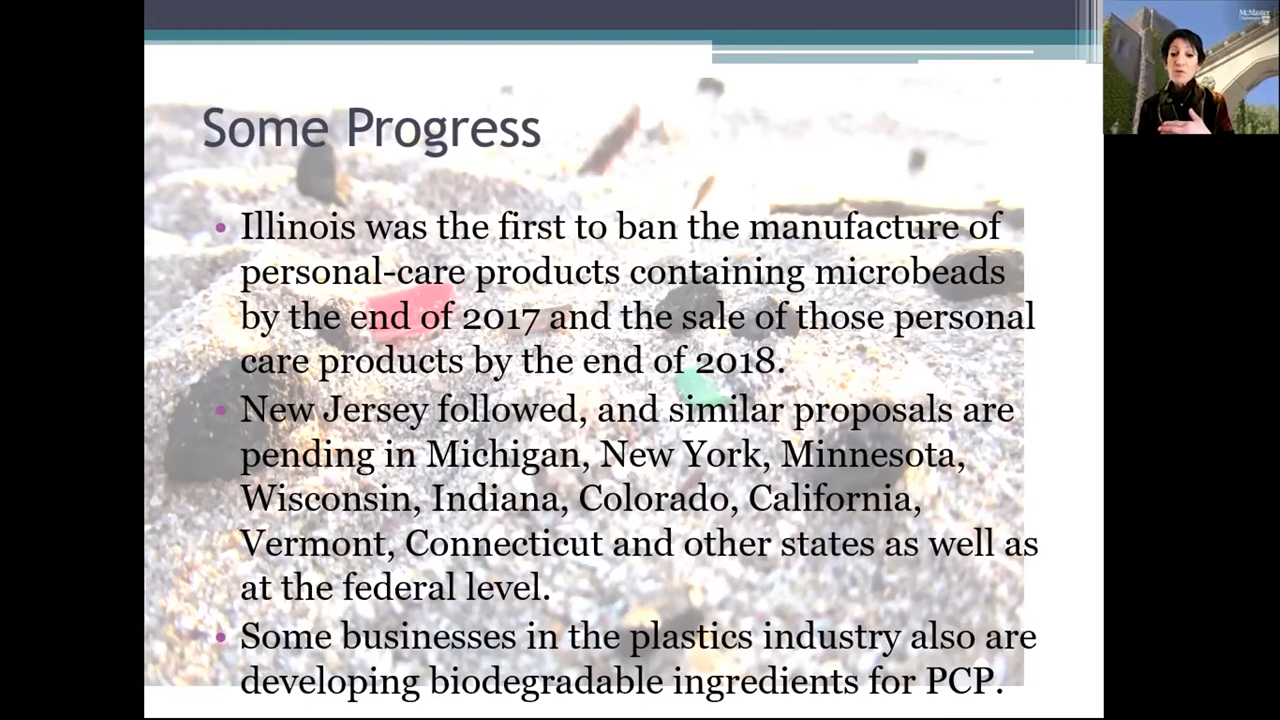 McMaster
University
Some Progress
• Illinois was the first to ban the manufacture of
personal-care products containing microbeads
by the end of 2017 and the sale of those personal
care products by the end of 2018.
• New Jersey followed, and similar proposals are
pending in Michigan, New York, Minnesota,
Wisconsin, Indiana, Colorado, California,
Vermont, Connecticut and other states as well as
at the federal level.
• Some businesses in the plastics industry also are
developing biodegradable ingredients for PCP.